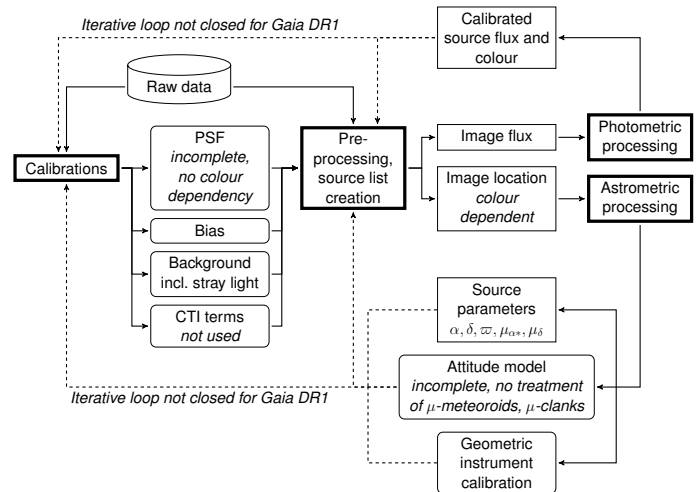 Iterative loop not closed for Gaia DR1
Calibrated
source flux and
colour
Raw data
PSF
incomplete,
no colour
dependency
Pre-
processing,
source list
creation
Image flux
Photometric
processing
Calibrations
Image location
colour
dependent
Astrometric
processing
Bias
Background
incl. stray light
CTI terms
not used
Source
parameters
α, δ, ϖ, μα∗, μδ
Attitude model
incomplete, no treatment
of μ-meteoroids, μ-clanks
Iterative loop not closed for Gaia DR1
Geometric
instrument
calibration